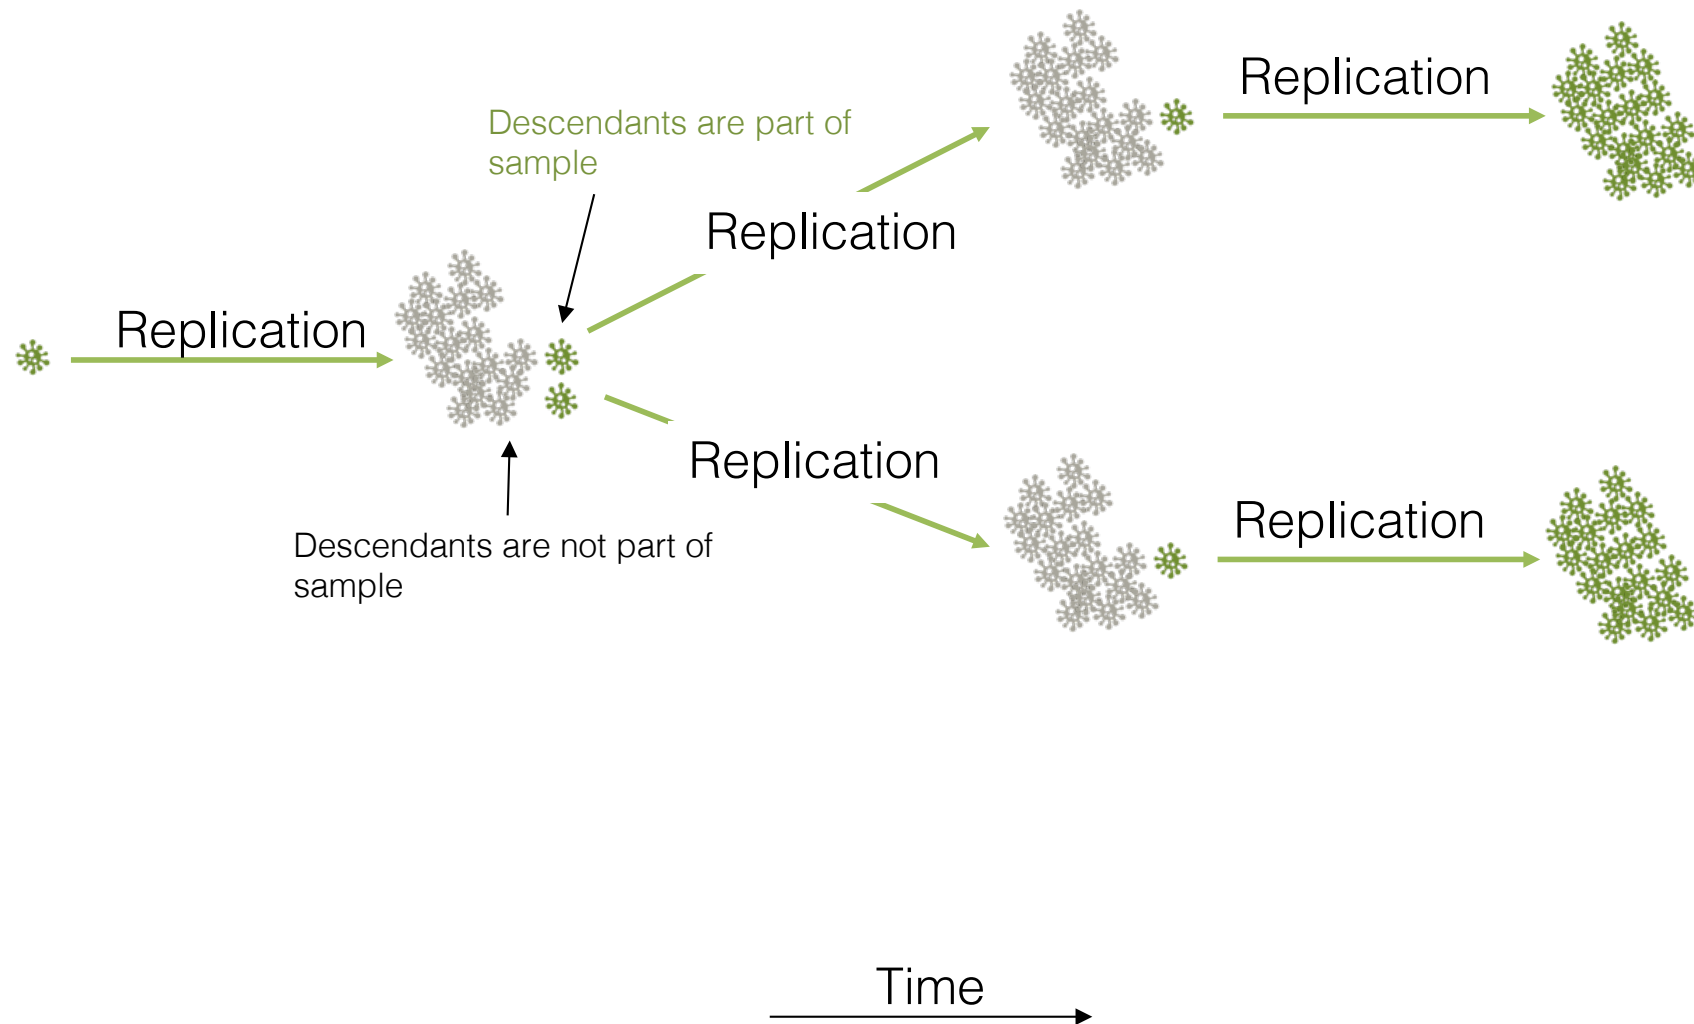 Replication
Descendants are part of
sample
Replication
Replication
Descendants are not part of
sample
Replication
Replication
Time